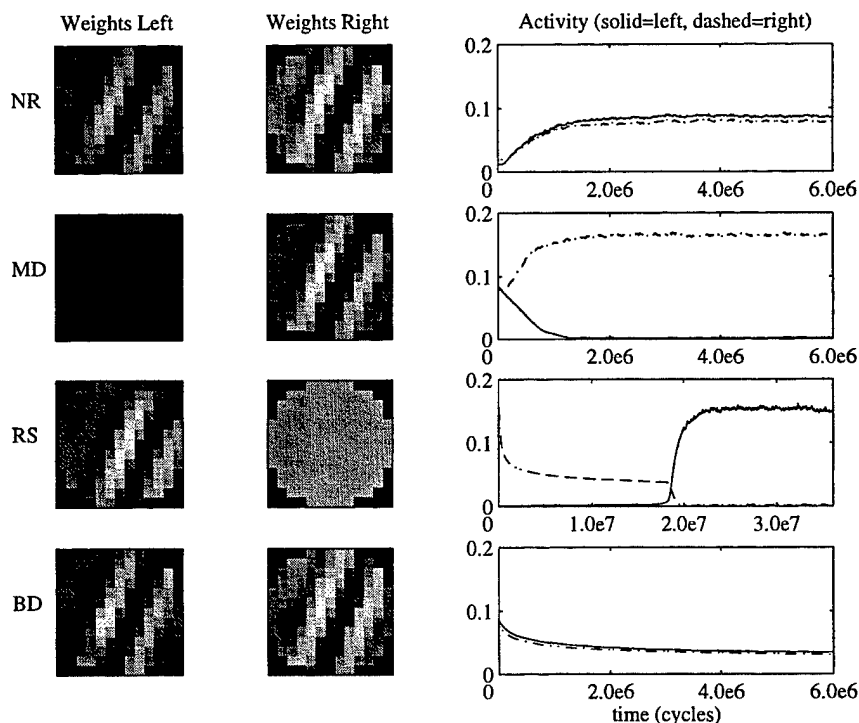 Weights Left Weights Right Activity (solid=left, dashed=right)
NR
0.2
0.1
0
0 2.0e6 4.0e6 6.0e6
MD
0.2
0.1
0
0 2.0e6 4.0e6 6.0e6
RS
0.2
0.1
0
0 1.0e7 2.0e7 3.0e7
BD
0.2
0.1
0
0 2.0e6 4.0e6 6.0e6
time (cycles)